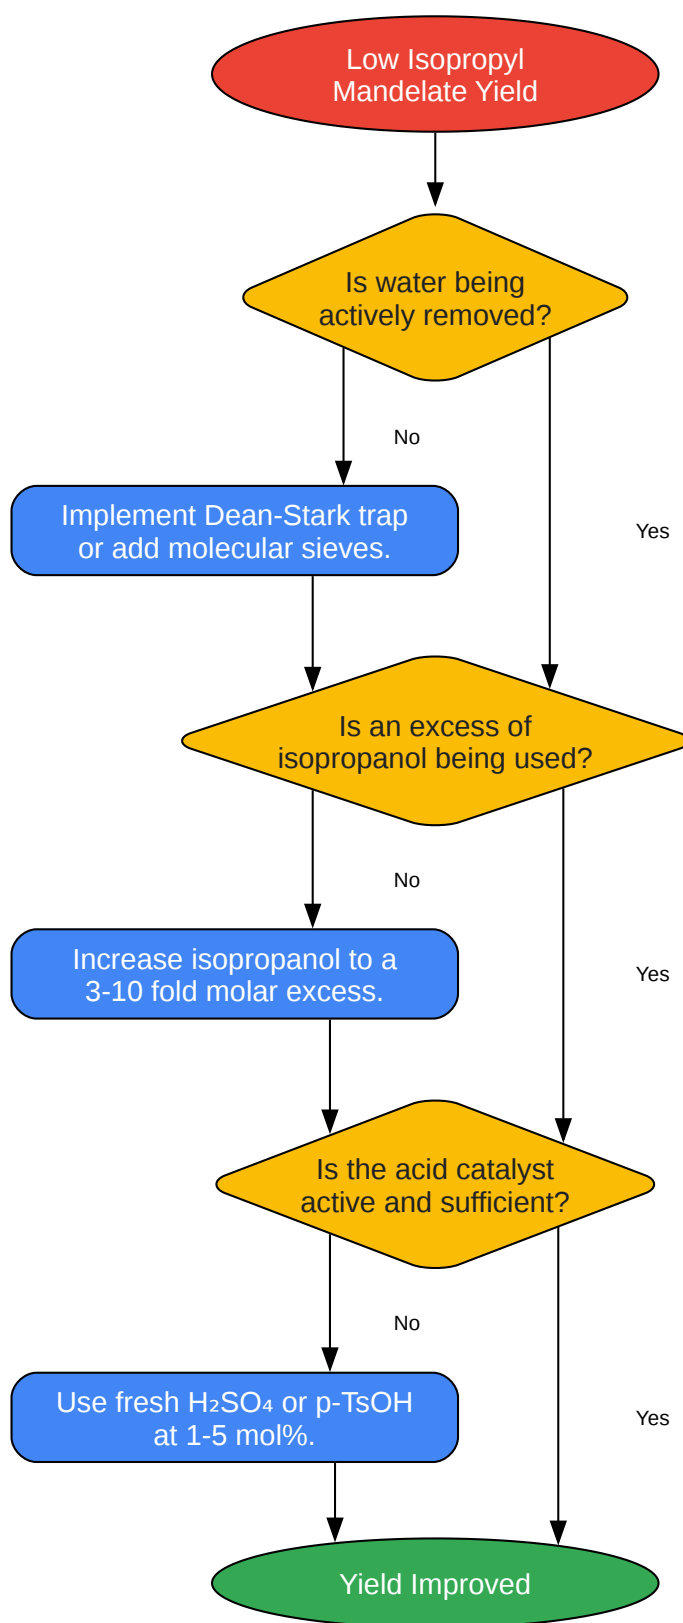 Low Isopropyl
Mandelate Yield
Is water being
actively removed?
No
Implement Dean-Stark trap
or add molecular sieves.
Yes
Is an excess of
isopropanol being used?
No
Increase isopropanol to a
3-10 fold molar excess.
Yes
Is the acid catalyst
active and sufficient?
No
Use fresh H₂SO₄ or p-TsOH
at 1-5 mol%.
Yes
Yield Improved